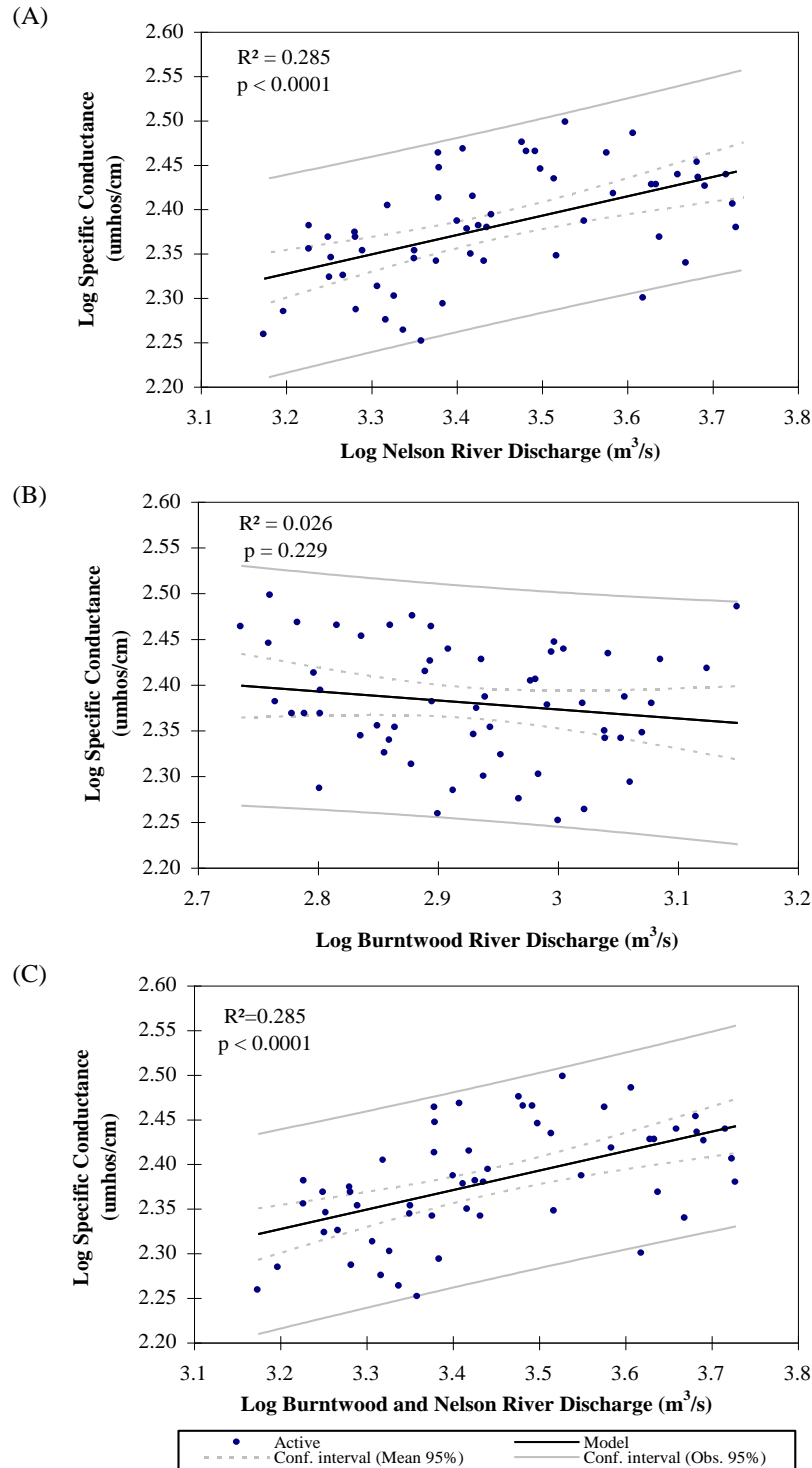 (A)
2.60
2.55
2.50
2.45
2.40
2.35
2.30
2.25
2.20
R² = 0.285
p < 0.0001
Log Specific Conductance
(umhos/cm)
3.1 3.2 3.3 3.4 3.5 3.6 3.7 3.8
Log Nelson River Discharge (m³/s)
(B)
2.60
2.55
2.50
2.45
2.40
2.35
2.30
2.25
2.20
R² = 0.026
p = 0.229
Log Specific Conductance
(umhos/cm)
2.7 2.8 2.9 3 3.1 3.2
Log Burntwood River Discharge (m³/s)
(C)
2.60
2.55
2.50
2.45
2.40
2.35
2.30
2.25
2.20
R²=0.285
p < 0.0001
Log Specific Conductance
(umhos/cm)
3.1 3.2 3.3 3.4 3.5 3.6 3.7 3.8
Log Burntwood and Nelson River Discharge (m³/s)
Active Model
Conf. interval (Mean 95%) Conf. interval (Obs. 95%)